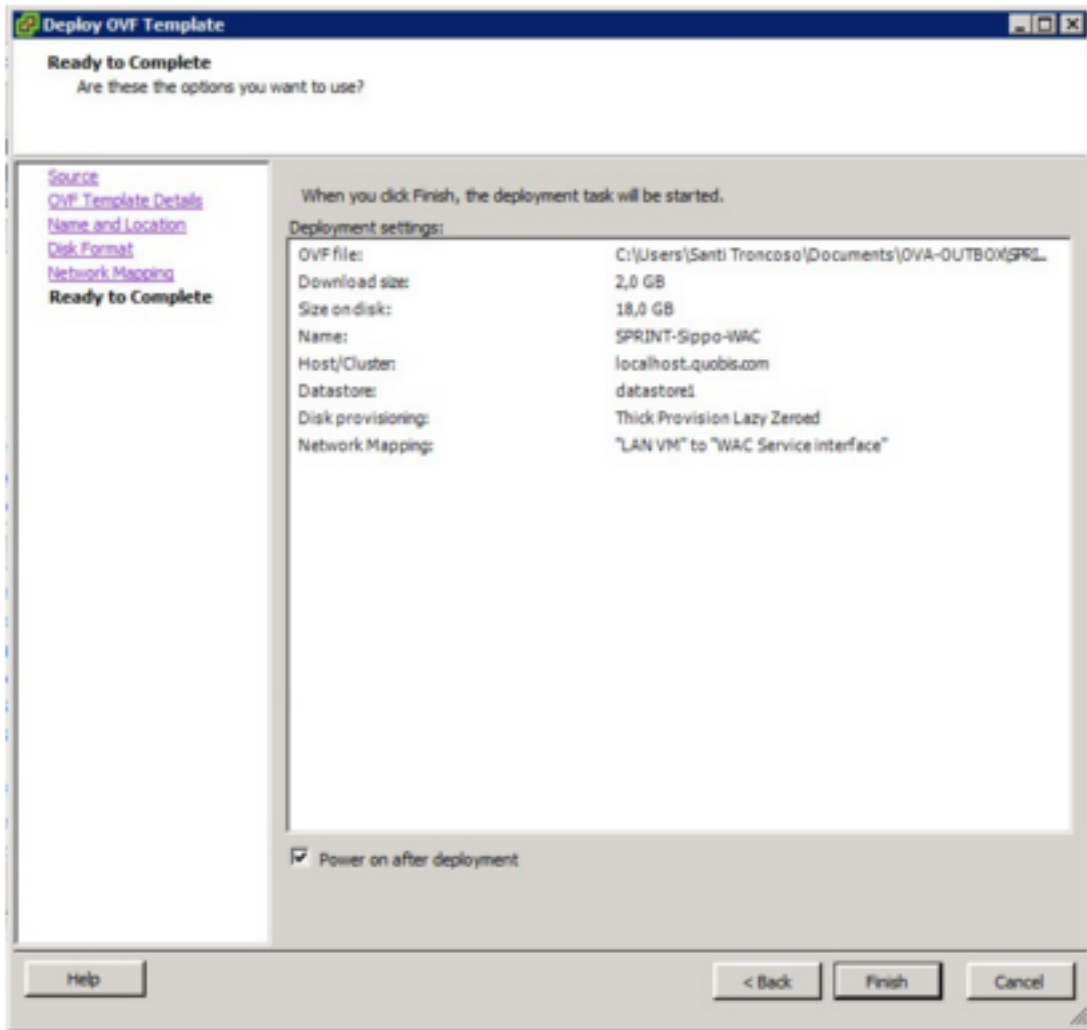 Deploy OVF Template
Ready to Complete
Are these the options you want to use?
Source
OVF Template Details
Name and Location
Disk Format
Network Mapping
Ready to Complete
When you click Finish, the deployment task will be started.
Deployment settings:
OVF file: C:\Users\Santi Troncoso\Documents\OVA-OUTBOX\SPRI...
Download size: 2,0 GB
Size on disk: 18,0 GB
Name: SPRINT-Sippo-WAC
Host/Cluster: localhost.quobis.com
Datastore: datastore1
Disk provisioning: Thick Provision Lazy Zeroed
Network Mapping: "LAN VM" to "WAC Service interface"
Power on after deployment
Help < Back Finish Cancel